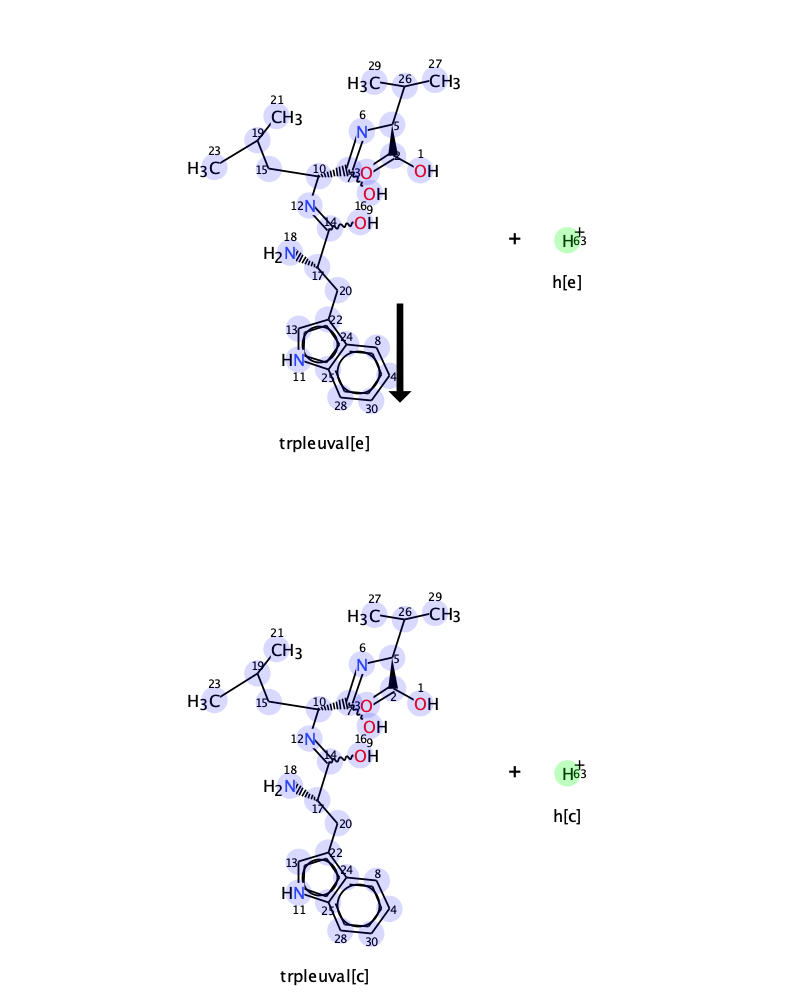 29 27
H3C 26 CH3
21
CH3 6 5
19 N
23 1
H3C 15 10 O 2 OH
OH
12 N 16 9
18 14 OH
H2N 17
20
22
13 24 8
HN 25 4
11
28 30
trpleuval[e]
+ H+ 63
h[e]
27 29
H3C 26 CH3
21
CH3 6 5
19 N
23 1
H3C 15 10 O 2 OH
OH
12 N 16 9
18 14 OH
H2N 17
20
22
13 24 8
HN 25 4
11
28 30
trpleuval[c]
+ H+ 63
h[c]